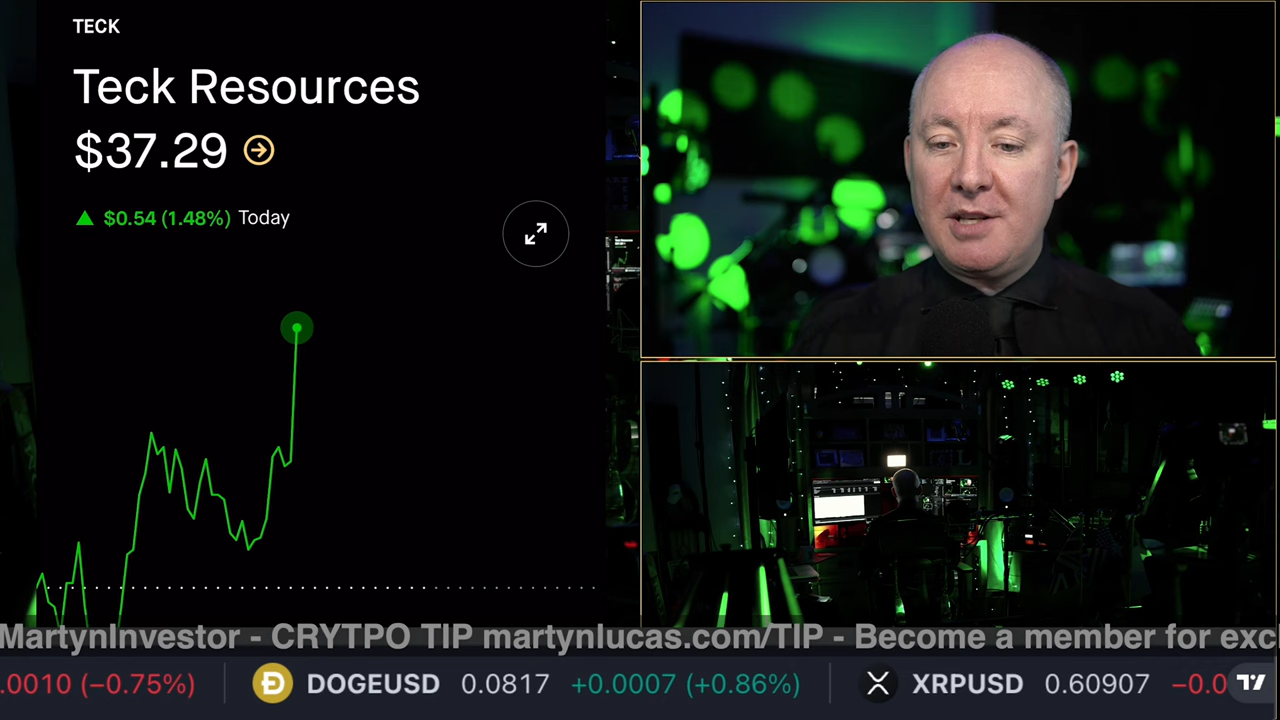 TECK
Teck Resources
$37.29
$0.54 (1.48%) Today
MartynInvestor - CRYTPO TIP martynlucas.com/TIP - Become a member for excl
.0010 (−0.75%)
DOGEUSD 0.0817 +0.0007 (+0.86%)
XRPUSD 0.60907 −0.0